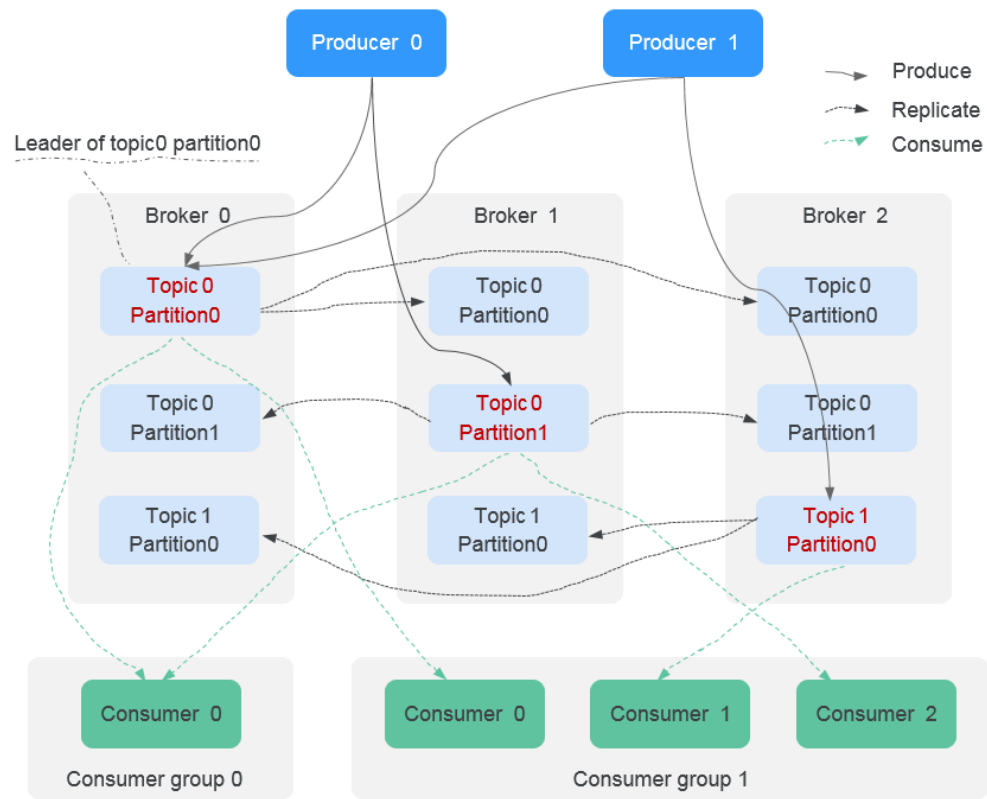 Producer 0
Producer 1
Produce
Replicate
Consume
Leader of topic0 partition0
Broker 0
Broker 1
Broker 2
Topic 0
Partition0
Topic 0
Partition0
Topic 0
Partition0
Topic 0
Partition1
Topic 0
Partition1
Topic 0
Partition1
Topic 1
Partition0
Topic 1
Partition0
Topic 1
Partition0
Consumer 0
Consumer 0
Consumer 1
Consumer 2
Consumer group 0
Consumer group 1